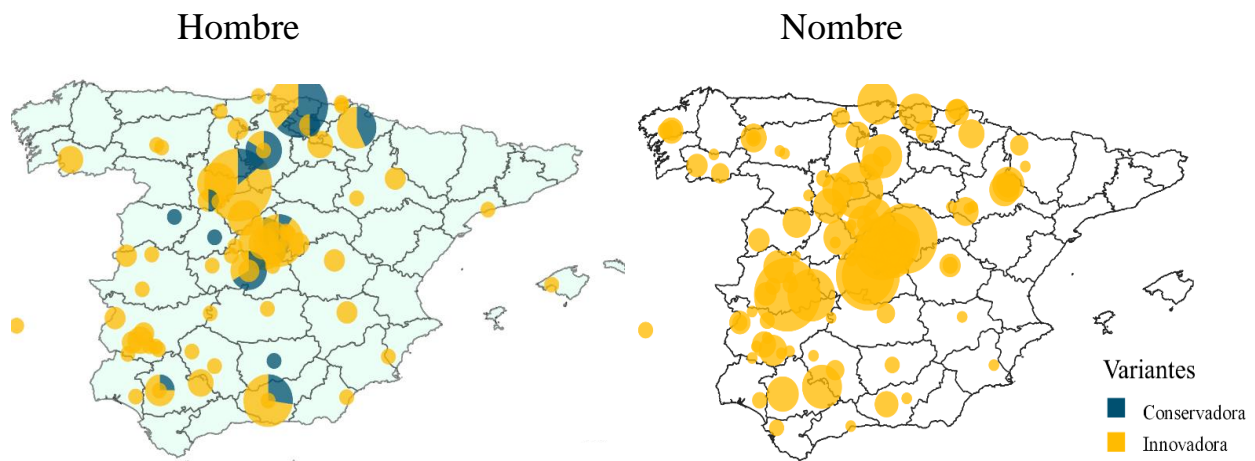 Hombre
Nombre
Variantes
Conservadora
Innovadora